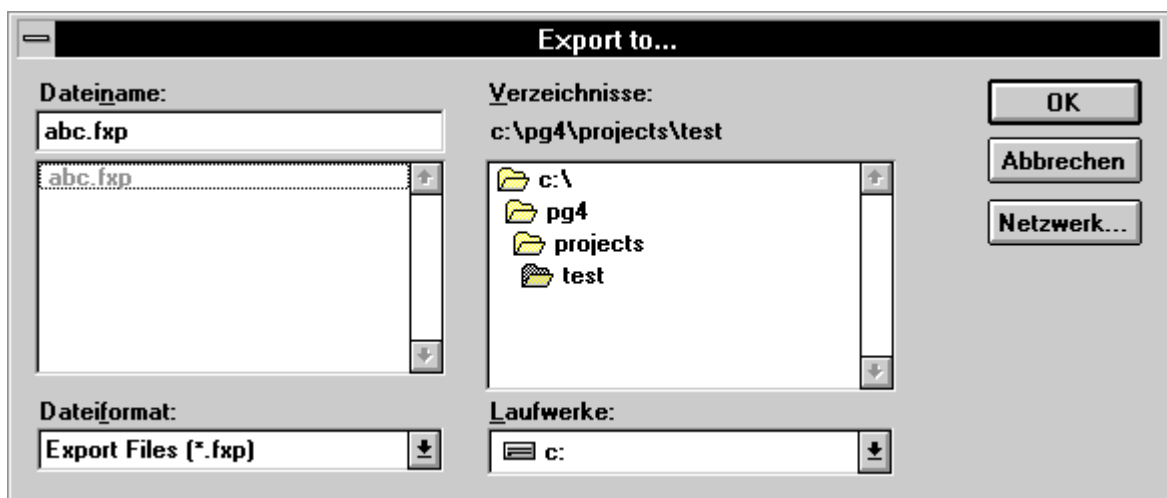 Export to...
Dateiname:
abc.fxp
abc.fxp
Dateiformat:
Export Files (*.fxp)
Verzeichnisse:
c:\pg4\projects\test
c:\
pg4
projects
test
Laufwerke:
c:
OK
Abbrechen
Netzwerk...